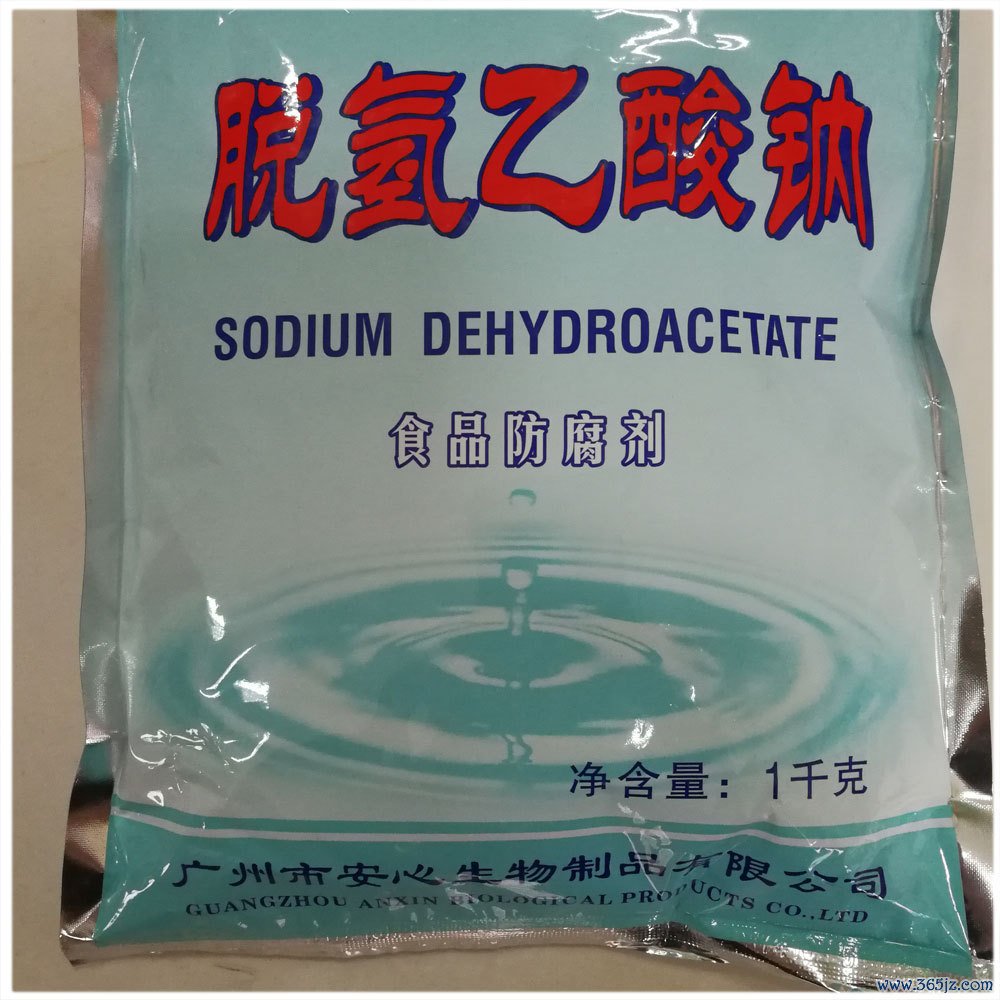 脱氢乙酸钠
SODIUM DEHYDROACETATE
食品防腐剂
净含量：1千克
广州市安心生物制品有限公司
GUANGZHOU ANXIN BIOLOGICAL PRODUCTS CO.,LTD
www.365jz.com